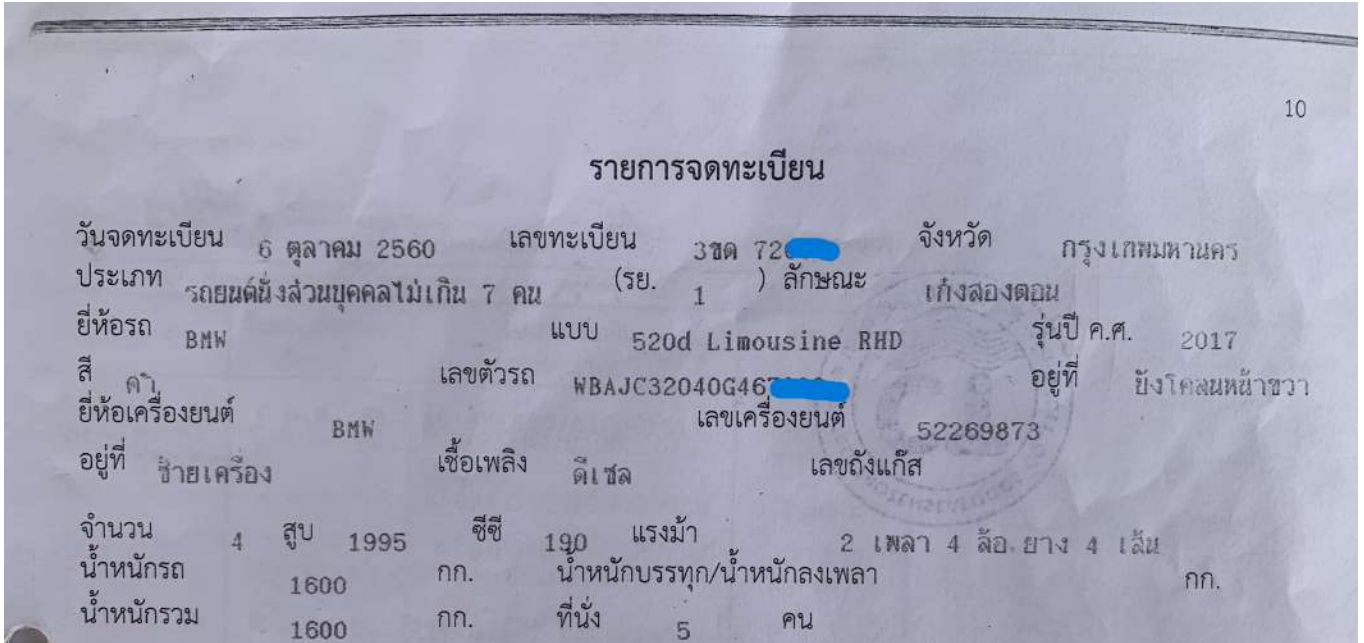 10
รายการจดทะเบียน
วันจดทะเบียน 6 ตุลาคม 2560 เลขทะเบียน 3ขด 72 จังหวัด กรุงเทพมหานคร
ประเภท รถยนต์นั่งส่วนบุคคลไม่เกิน 7 คน (รย. 1 ) ลักษณะ เก๋งสองตอน
ยี่ห้อรถ BMW แบบ 520d Limousine RHD รุ่นปี ค.ศ. 2017
สี ดำ เลขตัวรถ WBAJC32040G46 อยู่ที่ ยังโคลนหน้าขวา
ยี่ห้อเครื่องยนต์ BMW เลขเครื่องยนต์ 52269873
อยู่ที่ ซ้ายเครื่อง เชื้อเพลิง ดีเซล เลขถังแก๊ส
จำนวน 4 สูบ 1995 ซีซี 190 แรงม้า 2 เพลา 4 ล้อ ยาง 4 เส้น
น้ำหนักรถ 1600 กก. น้ำหนักบรรทุก/น้ำหนักลงเพลา กก.
น้ำหนักรวม 1600 กก. ที่นั่ง 5 คน